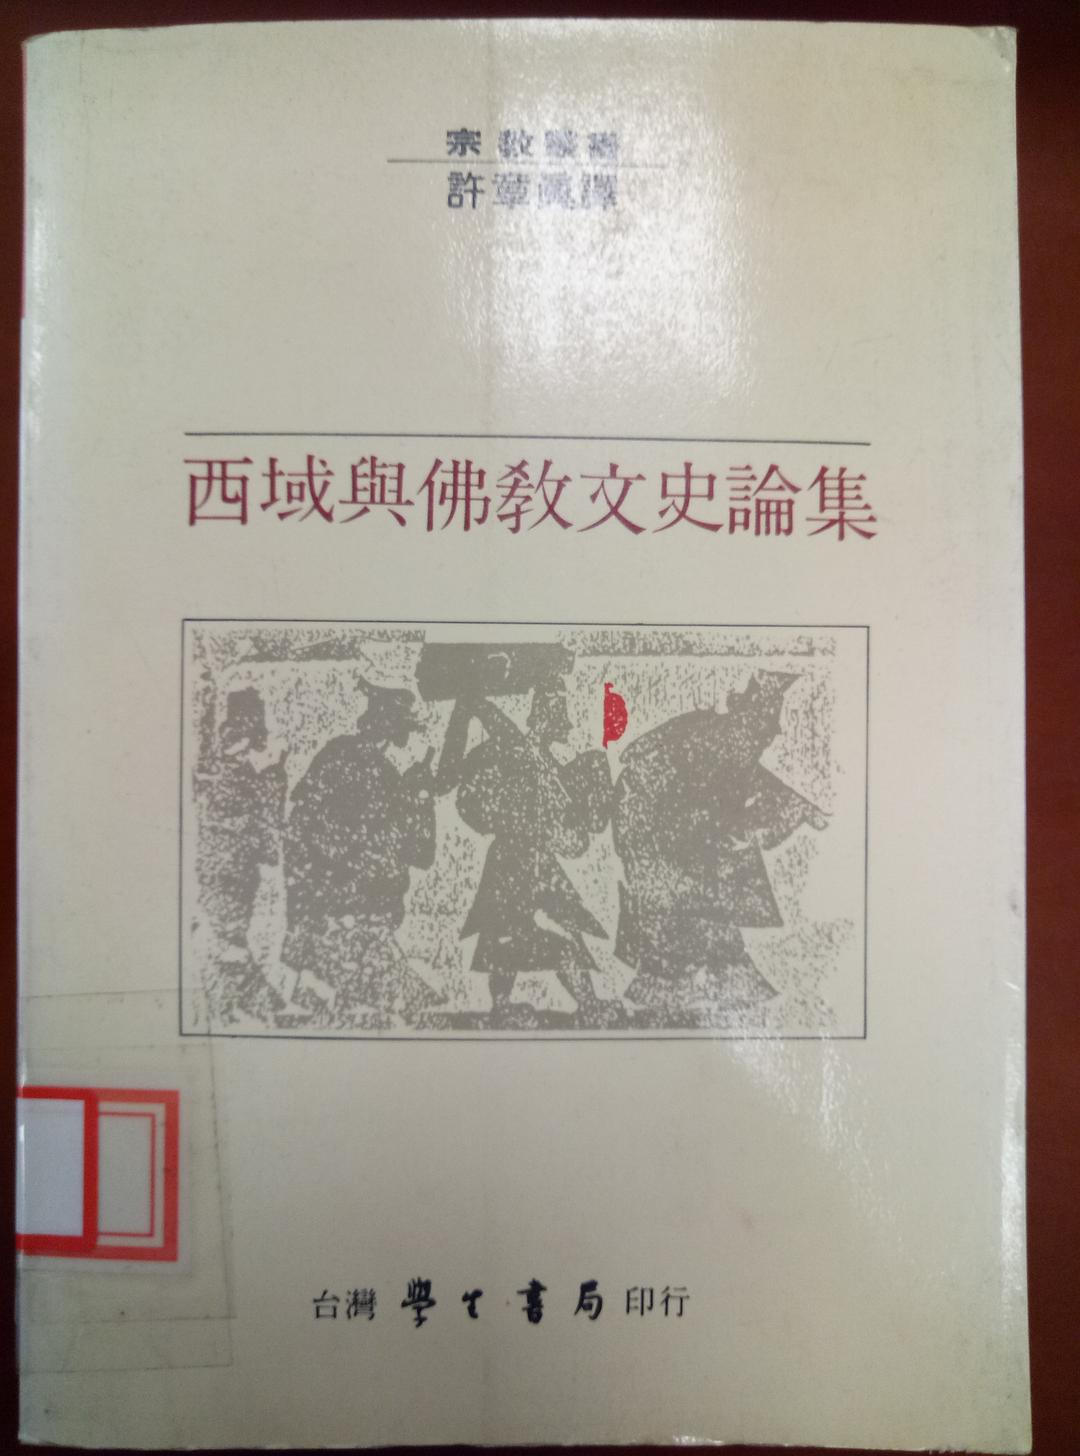 宗教叢書
許章真譯
西域與佛教文史論集
台灣學生書局印行